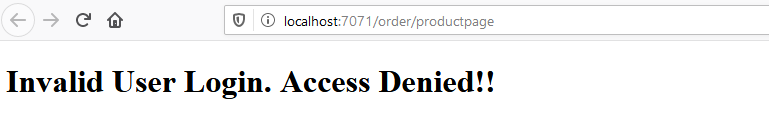 localhost:7071/order/productpage
Invalid User Login. Access Denied!!